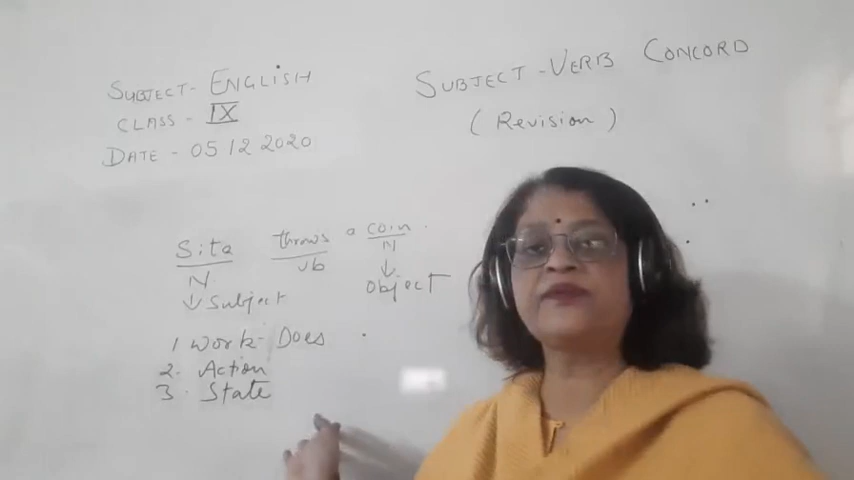 SUBJECT- ENGLISH
CLASS - IX
DATE - 05 12 2020
SUBJECT-VERB CONCORD
( Revision )
Sita throws a coin.
N vb N
↓ Subject ↓ object
1 Work- Does
2. Action
3. State